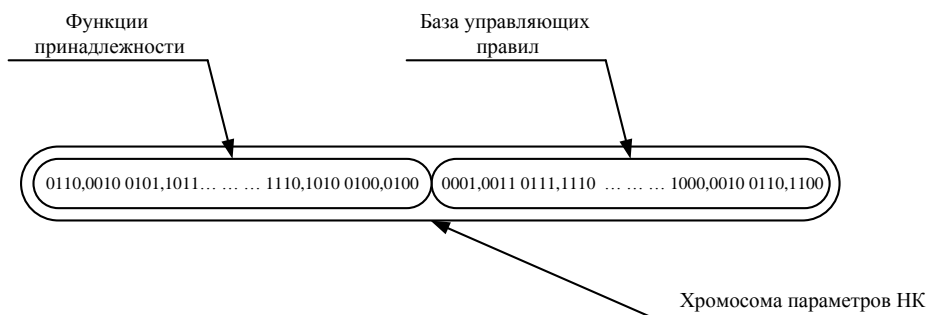 Функции
принадлежности
База управляющих
правил
0110,0010 0101,1011… … … 1110,1010 0100,0100
0001,0011 0111,1110 … … … 1000,0010 0110,1100
Хромосома параметров НК